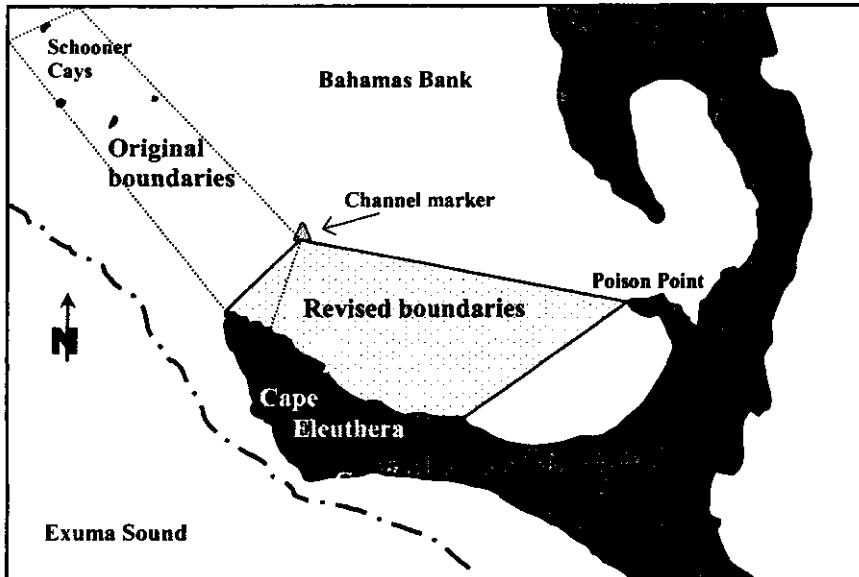 Schooner
Cays
Bahamas Bank
Original
boundaries
Channel marker
Poison Point
Revised boundaries
N
Cape
Eleuthera
Exuma Sound